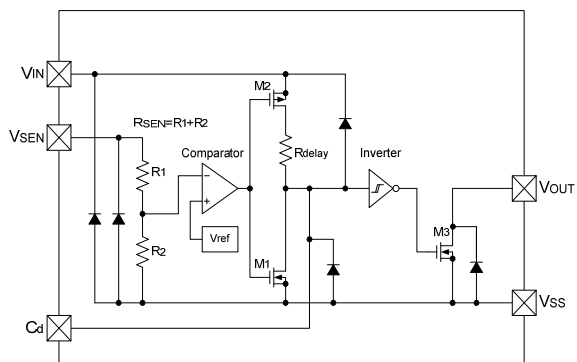 VIN
M2
VSEN
RSEN=R1+R2
Comparator
Rdelay
Inverter
R1
−
+
VOUT
Vref
R2
M1
M3
VSS
Cd